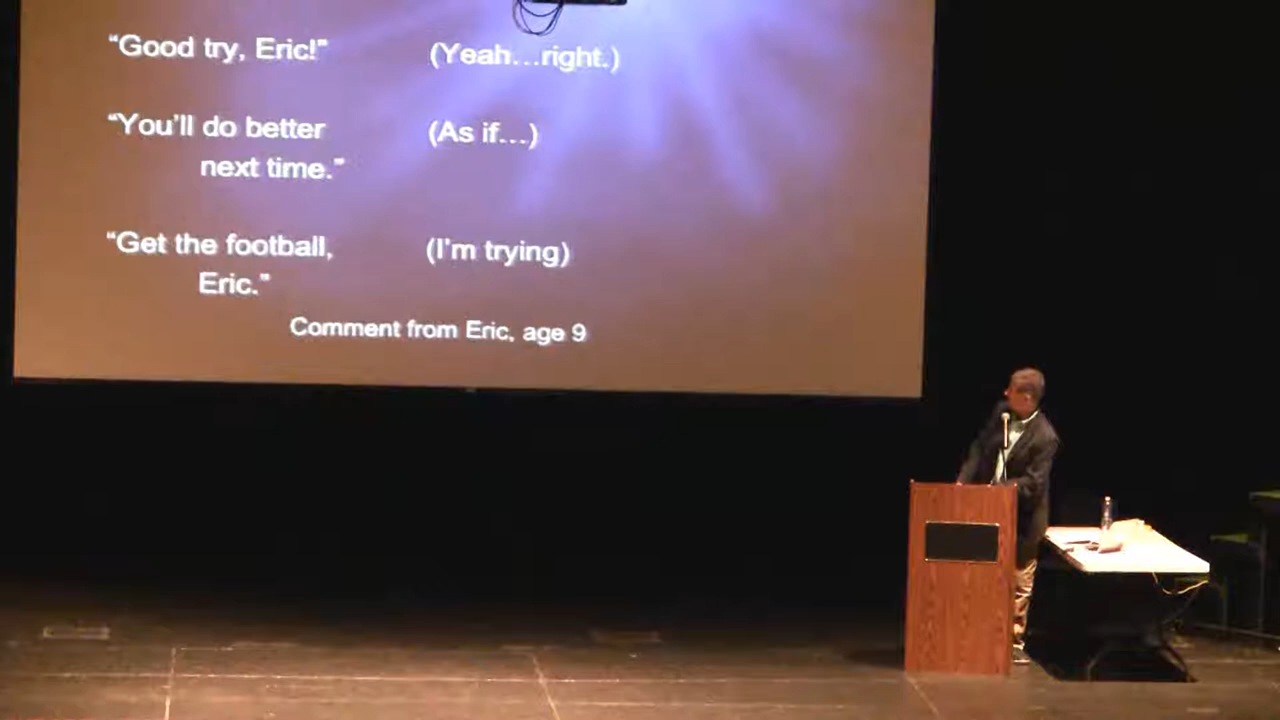 “Good try, Eric!” (Yeah…right.)
“You’ll do better (As if…)
next time.”
“Get the football, (I’m trying)
Eric.”
Comment from Eric, age 9